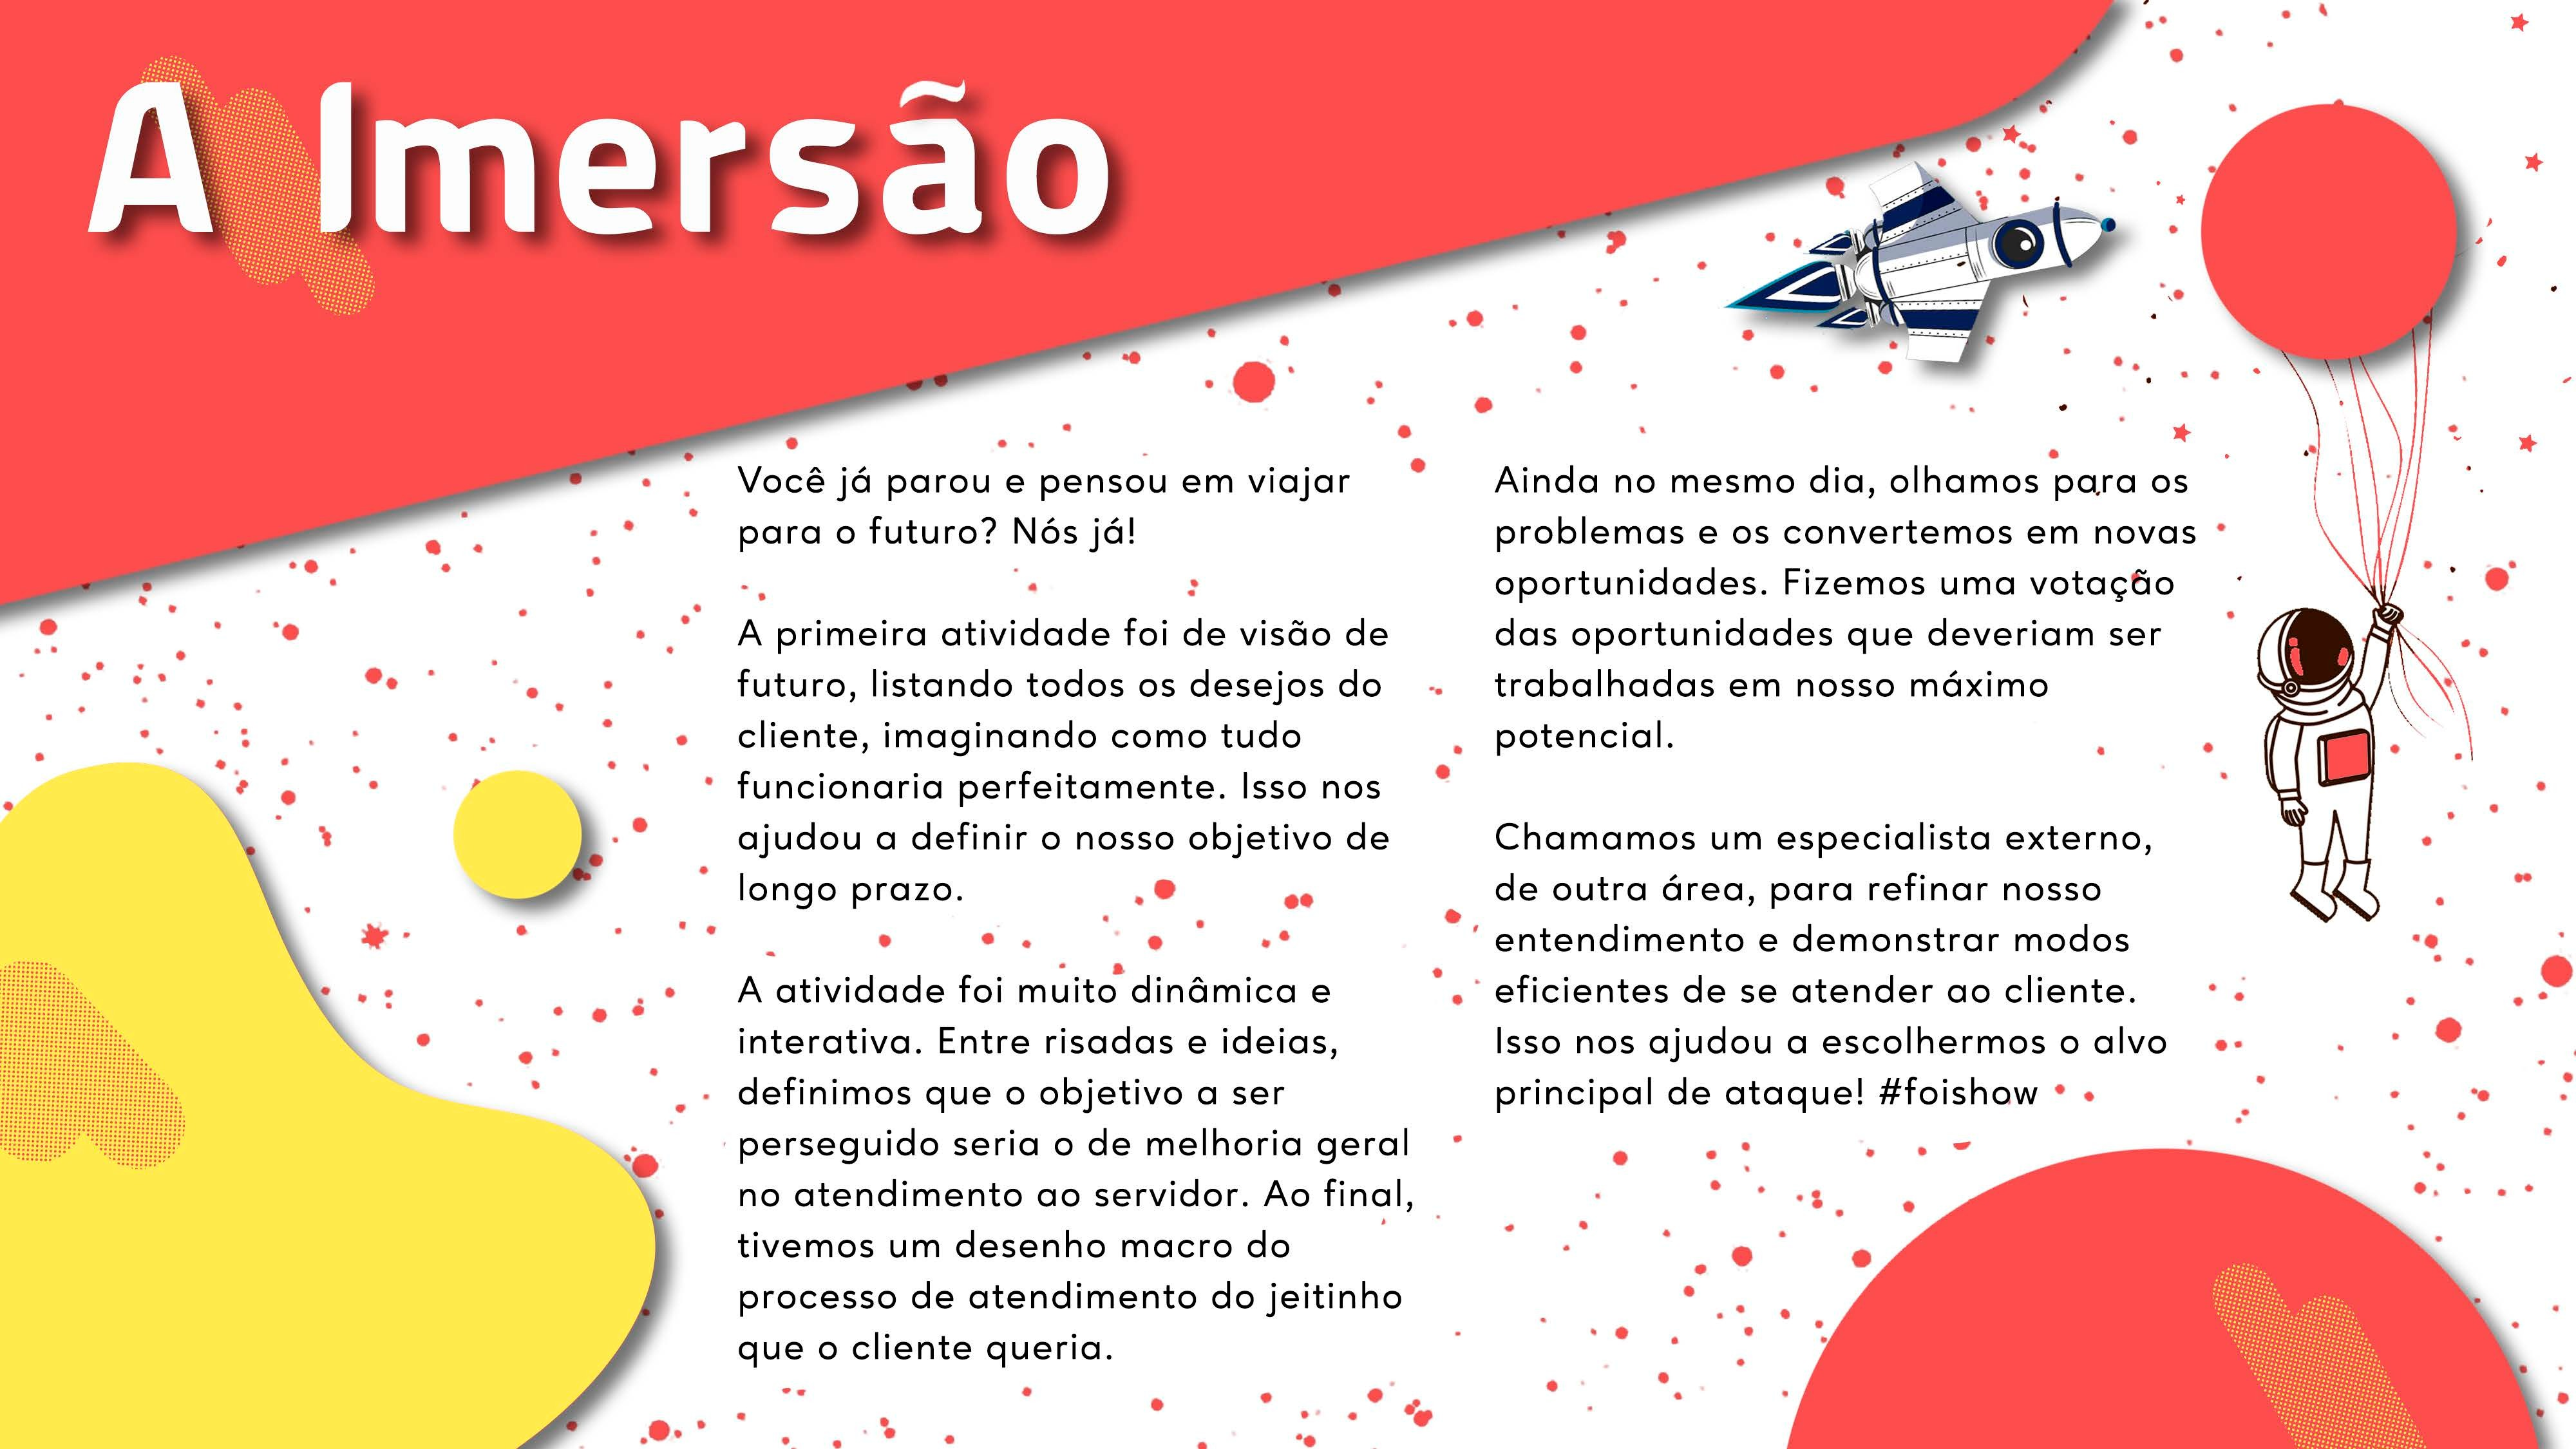 A Imersão
Você já parou e pensou em viajar
para o futuro? Nós já!
A primeira atividade foi de visão de
futuro, listando todos os desejos do
cliente, imaginando como tudo
funcionaria perfeitamente. Isso nos
ajudou a definir o nosso objetivo de
longo prazo.
A atividade foi muito dinâmica e
interativa. Entre risadas e ideias,
definimos que o objetivo a ser
perseguido seria o de melhoria geral
no atendimento ao servidor. Ao final,
tivemos um desenho macro do
processo de atendimento do jeitinho
que o cliente queria.
Ainda no mesmo dia, olhamos para os
problemas e os convertemos em novas
oportunidades. Fizemos uma votação
das oportunidades que deveriam ser
trabalhadas em nosso máximo
potencial.
Chamamos um especialista externo,
de outra área, para refinar nosso
entendimento e demonstrar modos
eficientes de se atender ao cliente.
Isso nos ajudou a escolhermos o alvo
principal de ataque! #foishow